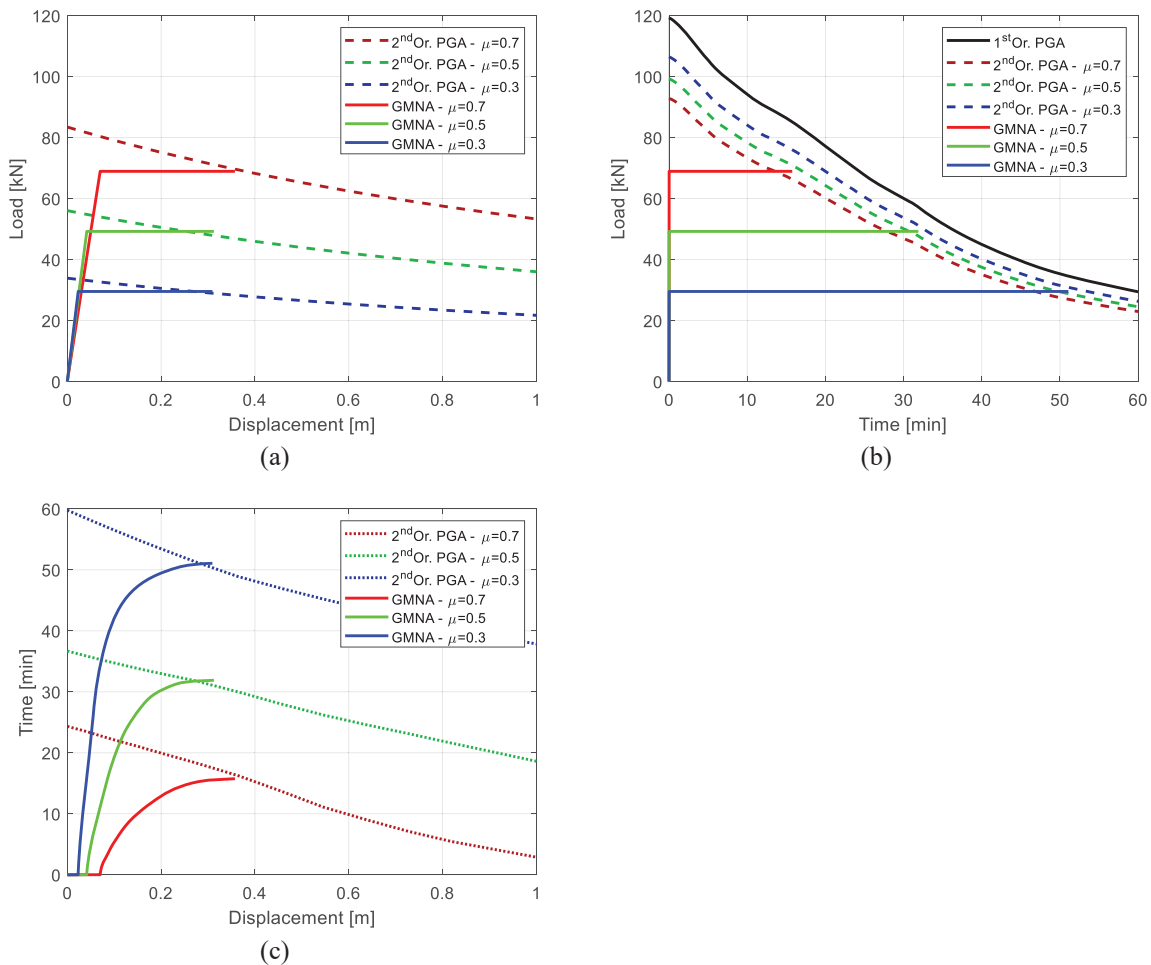 120
100
80
60
40
20
0
Load [kN]
0 0.2 0.4 0.6 0.8 1
Displacement [m]
2ndOr. PGA - μ=0.7
2ndOr. PGA - μ=0.5
2ndOr. PGA - μ=0.3
GMNA - μ=0.7
GMNA - μ=0.5
GMNA - μ=0.3
(a)
120
100
80
60
40
20
0
Load [kN]
0 10 20 30 40 50 60
Time [min]
1stOr. PGA
2ndOr. PGA - μ=0.7
2ndOr. PGA - μ=0.5
2ndOr. PGA - μ=0.3
GMNA - μ=0.7
GMNA - μ=0.5
GMNA - μ=0.3
(b)
60
50
40
30
20
10
0
Time [min]
0 0.2 0.4 0.6 0.8 1
Displacement [m]
2ndOr. PGA - μ=0.7
2ndOr. PGA - μ=0.5
2ndOr. PGA - μ=0.3
GMNA - μ=0.7
GMNA - μ=0.5
GMNA - μ=0.3
(c)